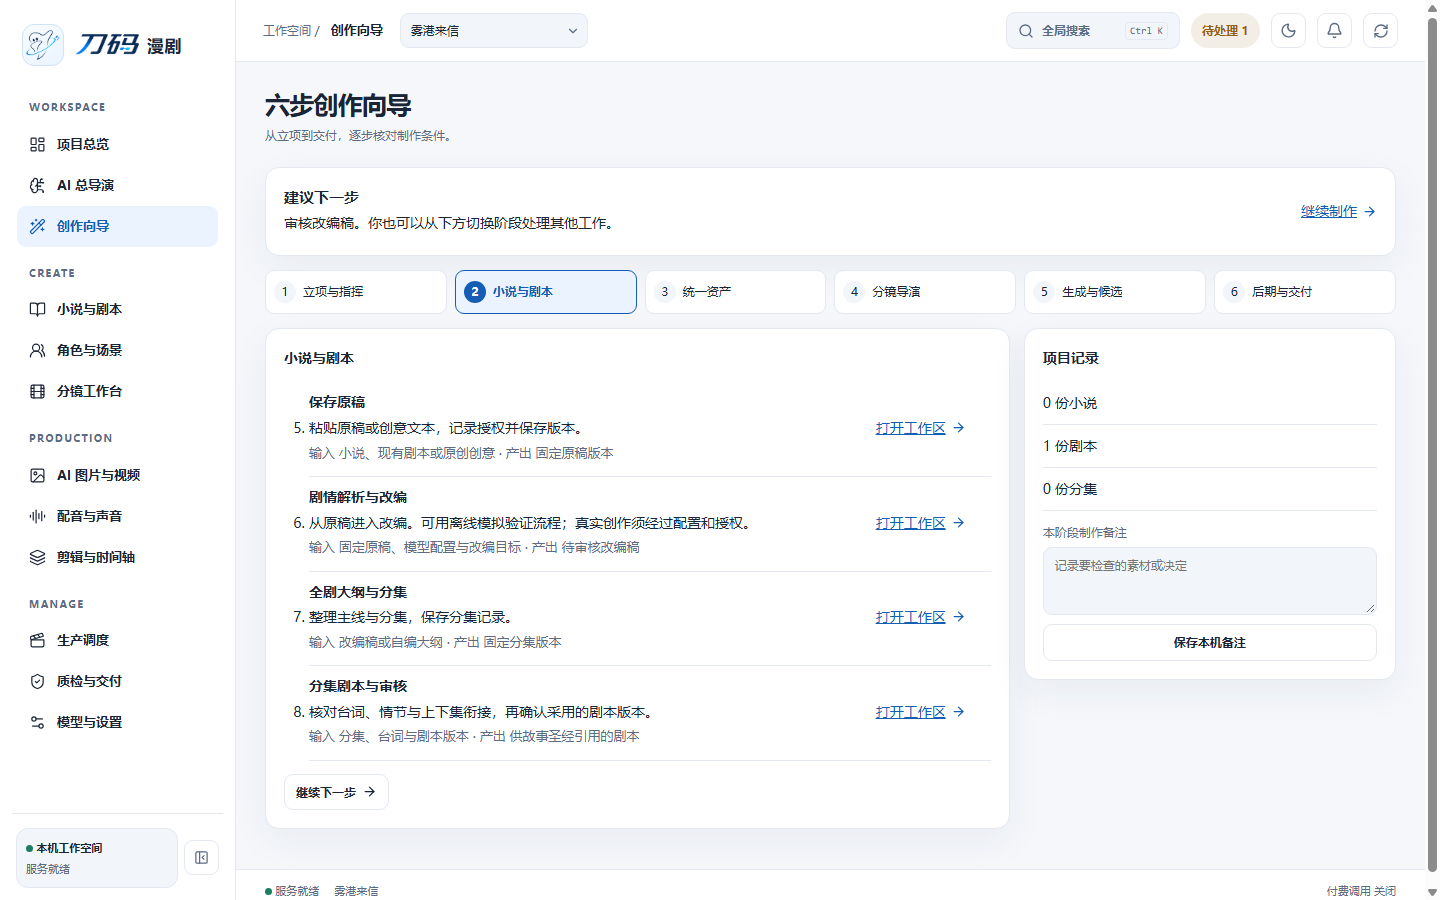 刀码 漫剧
WORKSPACE
项目总览
AI 总导演
创作向导
CREATE
小说与剧本
角色与场景
分镜工作台
PRODUCTION
AI 图片与视频
配音与声音
剪辑与时间轴
MANAGE
生产调度
质检与交付
模型与设置
本机工作空间
服务就绪
工作空间 / 创作向导
雾港来信
全局搜索 Ctrl K
待处理 1
六步创作向导
从立项到交付，逐步核对制作条件。
建议下一步
审核改编稿。你也可以从下方切换阶段处理其他工作。
继续制作 →
1 立项与指挥
2 小说与剧本
3 统一资产
4 分镜导演
5 生成与候选
6 后期与交付
小说与剧本
保存原稿
5. 粘贴原稿或创意文本，记录授权并保存版本。
输入 小说、现有剧本或原创创意 · 产出 固定原稿版本
打开工作区 →
剧情解析与改编
6. 从原稿进入改编。可用离线模拟验证流程；真实创作须经过配置和授权。
输入 固定原稿、模型配置与改编目标 · 产出 待审核改编稿
打开工作区 →
全剧大纲与分集
7. 整理主线与分集，保存分集记录。
输入 改编稿或自编大纲 · 产出 固定分集版本
打开工作区 →
分集剧本与审核
8. 核对台词、情节与上下集衔接，再确认采用的剧本版本。
输入 分集、台词与剧本版本 · 产出 供故事圣经引用的剧本
打开工作区 →
继续下一步 →
项目记录
0 份小说
1 份剧本
0 份分集
本阶段制作备注
记录要检查的素材或决定
保存本机备注
服务就绪 雾港来信
付费调用 关闭